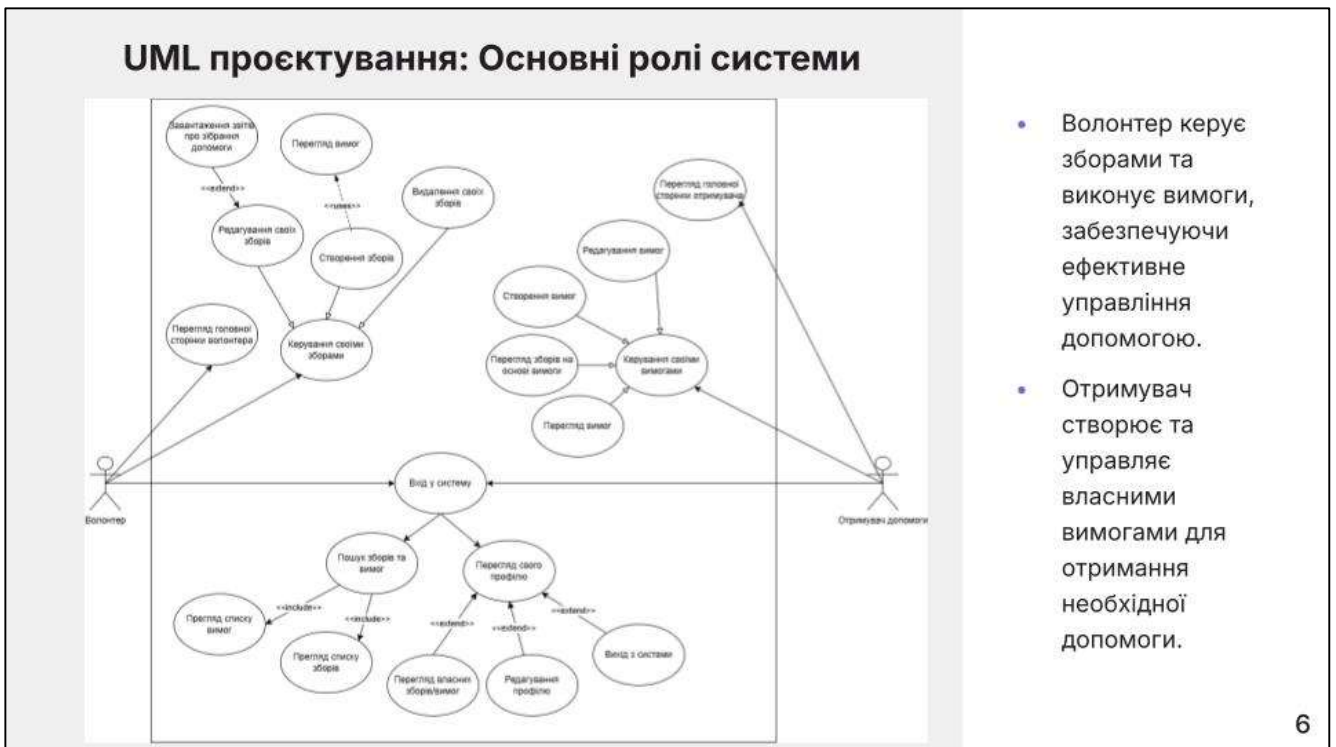 UML проєктування: Основні ролі системи
Завантаження звітів
про зібрання
допомоги
Перегляд вимог
<<extend>>
<<uses>>
Видалення своїх
зборів
Редагування своїх
зборів
Створення зборів
Перегляд головної
сторінки волонтера
Керування своїми
зборами
Перегляд головної
сторінки отримувача
Редагування вимог
Створення вимог
Перегляд зборів на
основі вимоги
Керування своїми
вимогами
Перегляд вимог
Волонтер
Вхід у систему
Отримувач допомоги
Пошук зборів та
вимог
Перегляд свого
профілю
<<include>>
<<include>>
<<extend>>
<<extend>>
<<extend>>
Прегляд списку
вимог
Прегляд списку
зборів
Перегляд власних
зборів/вимог
Редагування
профілю
Вихід з системи
• Волонтер керує
зборами та
виконує вимоги,
забезпечуючи
ефективне
управління
допомогою.
• Отримувач
створює та
управляє
власними
вимогами для
отримання
необхідної
допомоги.
6